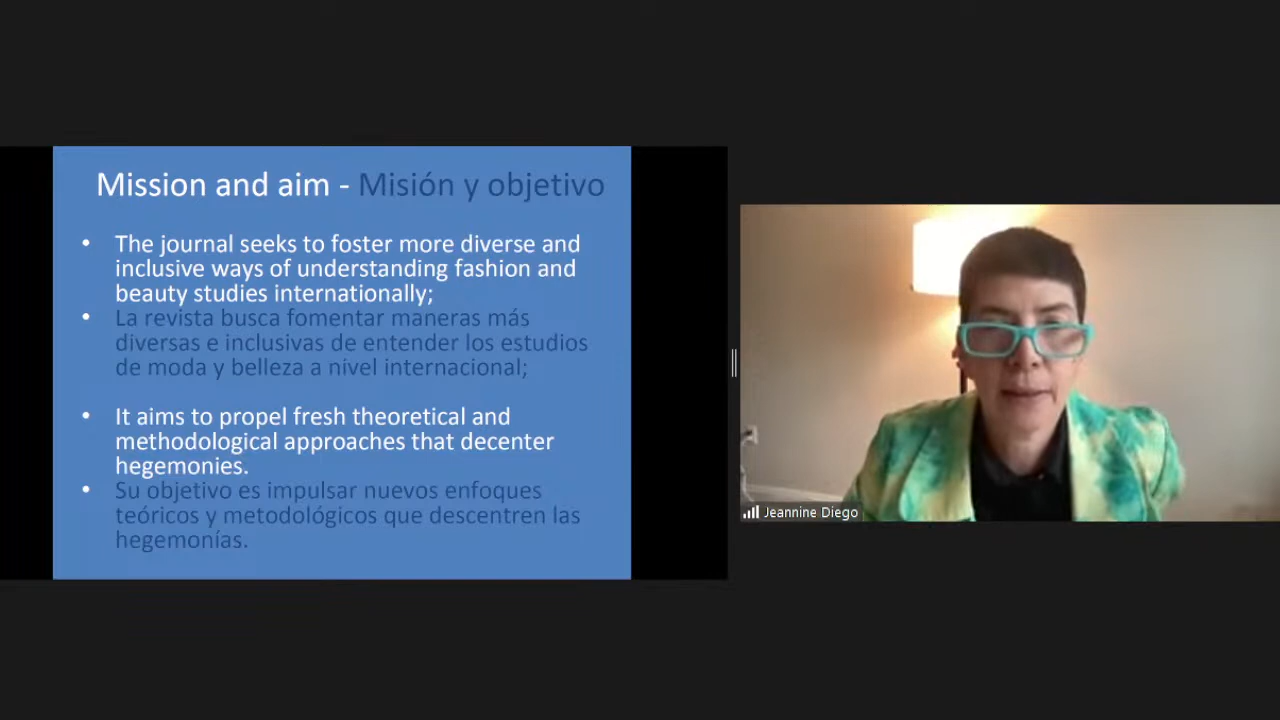 Mission and aim - Misión y objetivo
• The journal seeks to foster more diverse and
inclusive ways of understanding fashion and
beauty studies internationally;
• La revista busca fomentar maneras más
diversas e inclusivas de entender los estudios
de moda y belleza a nivel internacional;
• It aims to propel fresh theoretical and
methodological approaches that decenter
hegemonies.
• Su objetivo es impulsar nuevos enfoques
teóricos y metodológicos que descentren las
hegemonías.
Jeannine Diego